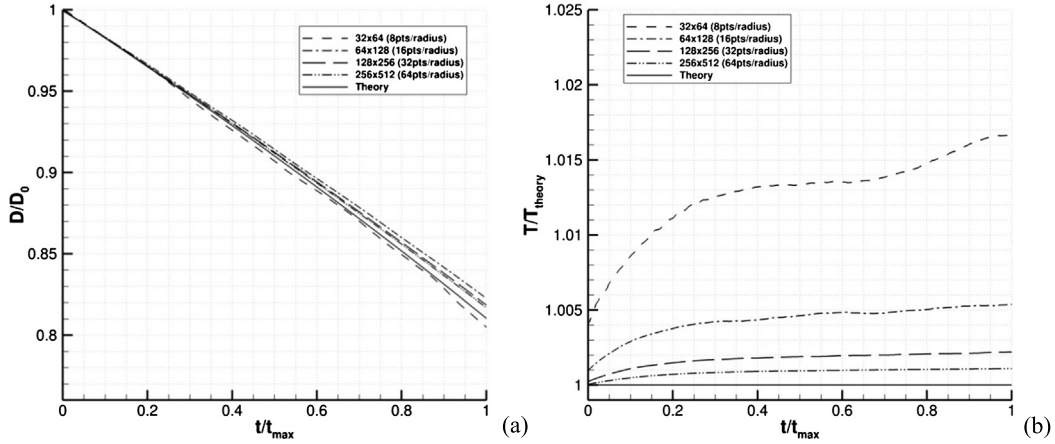 1
0.95
0.9
0.85
0.8
D/D0
0
0.2
0.4
0.6
0.8
1
t/tmax
32x64 (8pts/radius)
64x128 (16pts/radius)
128x256 (32pts/radius)
256x512 (64pts/radius)
Theory
(a)
1.025
1.02
1.015
1.01
1.005
1
T/Ttheory
0
0.2
0.4
0.6
0.8
1
t/tmax
32x64 (8pts/radius)
64x128 (16pts/radius)
128x256 (32pts/radius)
256x512 (64pts/radius)
Theory
(b)